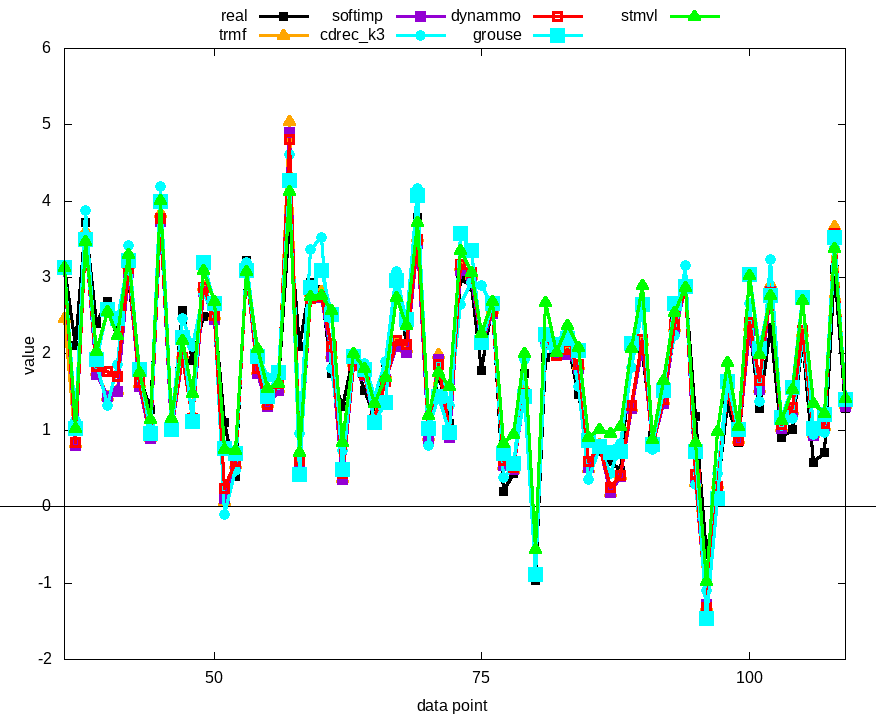 real softimp dynammo stmvl
trmf cdrec_k3 grouse
6
5
4
3
2
1
0
-1
-2
value
50 75 100
data point